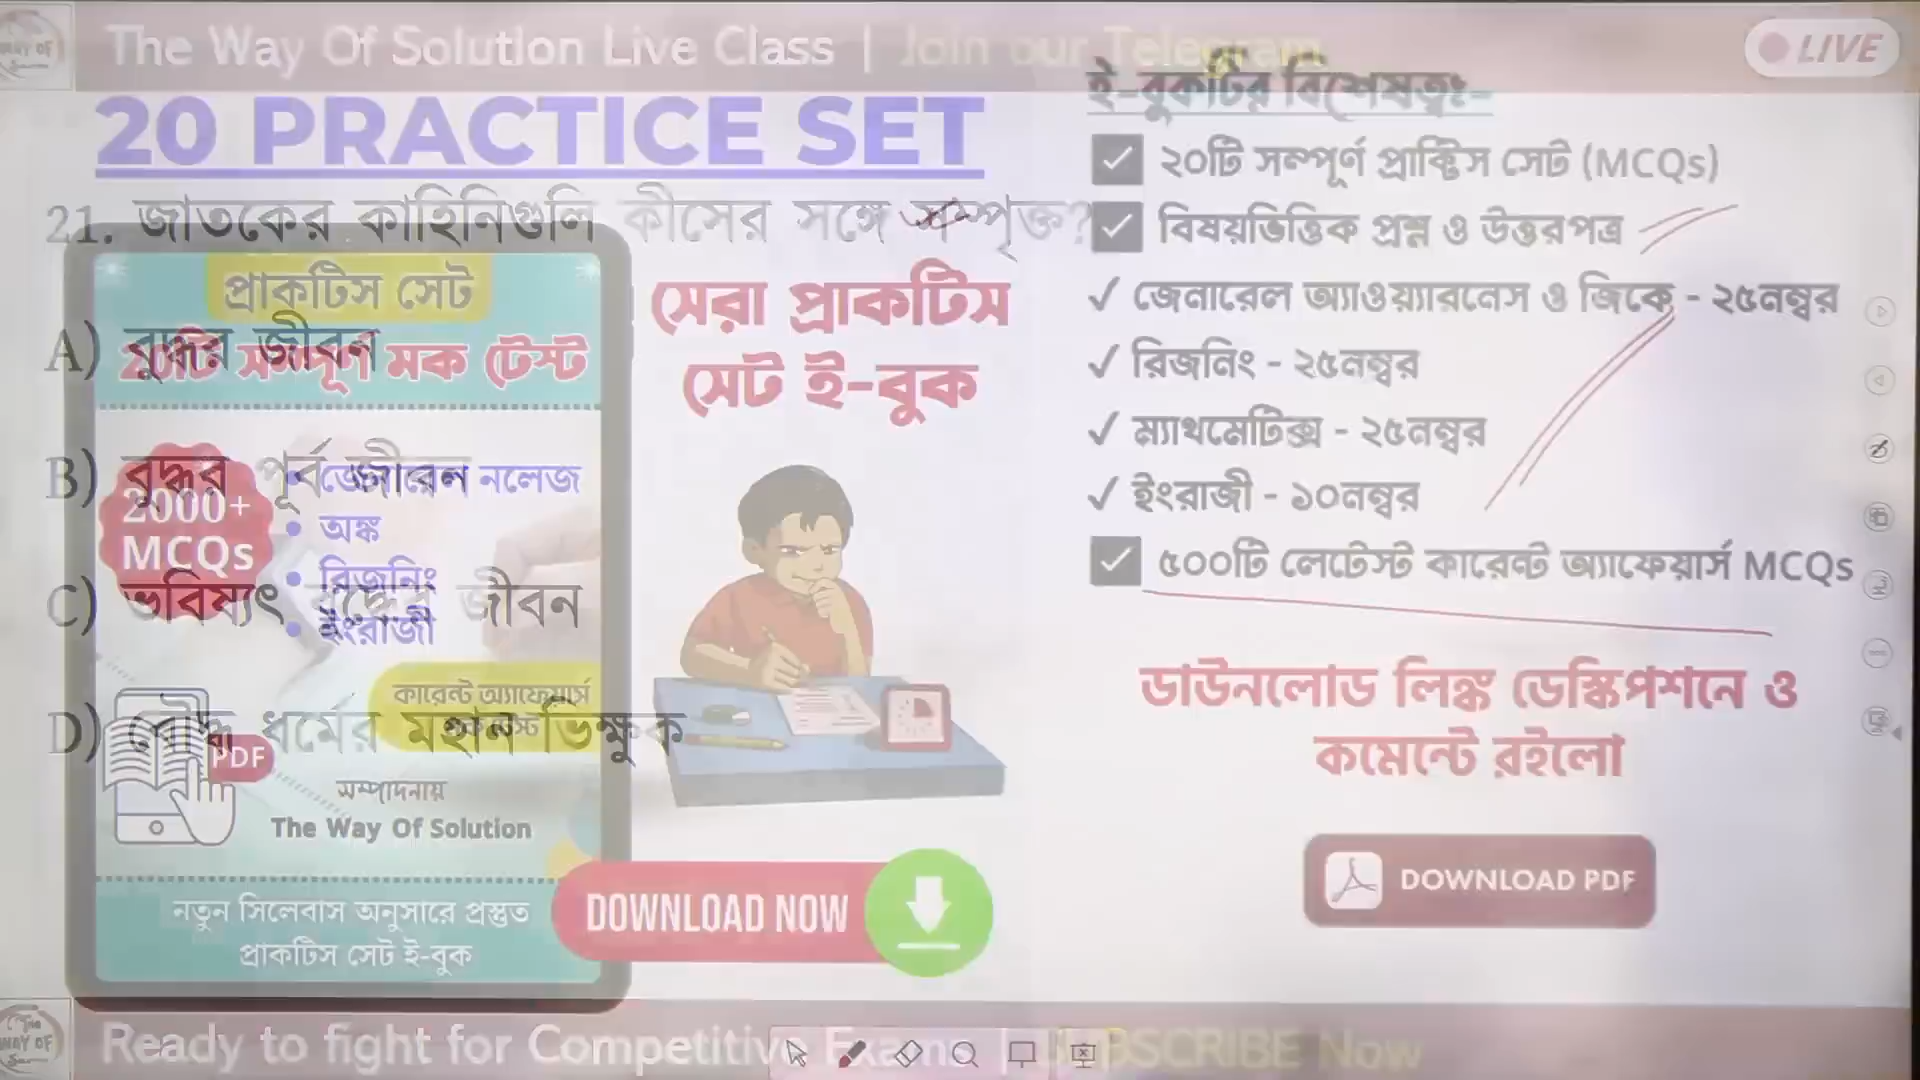 The Way Of Solution Live Class | Join our Telegram
LIVE
20 PRACTICE SET
21. জাতকের কাহিনিগুলি কীসের সঙ্গে সম্পৃক্ত?
A) বুদ্ধর জীবন
B) বুদ্ধর পূর্ব জীবন
C) ভবিষ্যৎ বুদ্ধের জীবন
D) বৌদ্ধ ধর্মের মহান ভিক্ষুক
প্রাকটিস সেট
20টি সম্পূর্ণ মক টেস্ট
2000+
MCQs
জেনারেল নলেজ
অঙ্ক
রিজনিং
ইংরাজী
কারেন্ট অ্যাফেয়ার্স
PDF
সম্পাদনায়
The Way Of Solution
নতুন সিলেবাস অনুসারে প্রস্তুত
প্রাকটিস সেট ই-বুক
সেরা প্রাকটিস
সেট ই-বুক
DOWNLOAD NOW
ই-বুকটির বিশেষত্বঃ-
২০টি সম্পূর্ণ প্রাক্টিস সেট (MCQs)
বিষয়ভিত্তিক প্রশ্ন ও উত্তরপত্র
✓ জেনারেল অ্যাওয়্যারনেস ও জিকে - ২৫নম্বর
✓ রিজনিং - ২৫নম্বর
✓ ম্যাথমেটিক্স - ২৫নম্বর
✓ ইংরাজী - ১০নম্বর
৫০০টি লেটেস্ট কারেন্ট অ্যাফেয়ার্স MCQs
ডাউনলোড লিঙ্ক ডেস্কিপশনে ও
কমেন্টে রইলো
DOWNLOAD PDF
Ready to fight for Competitive Exams | SUBSCRIBE Now